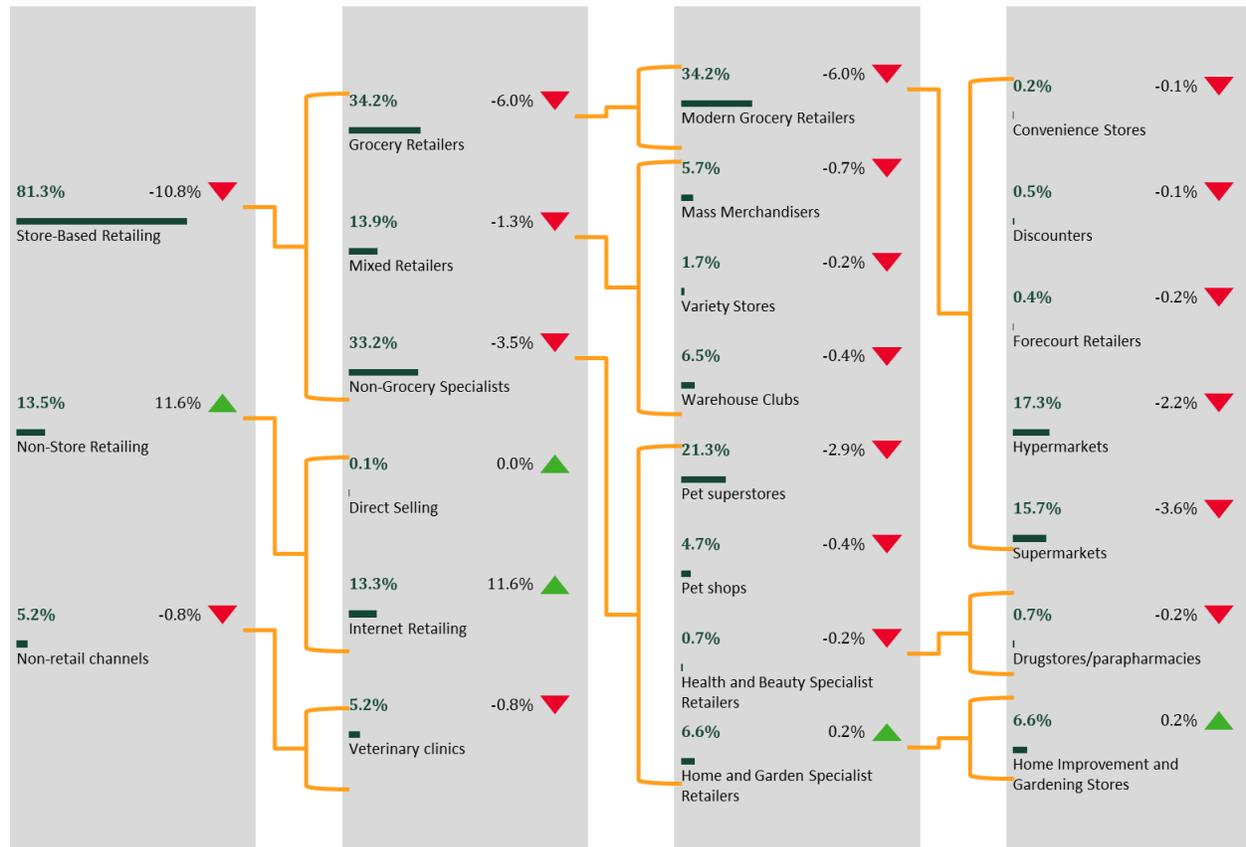 81.3% -10.8%
Store-Based Retailing
13.5% 11.6%
Non-Store Retailing
5.2% -0.8%
Non-retail channels
34.2% -6.0%
Grocery Retailers
13.9% -1.3%
Mixed Retailers
33.2% -3.5%
Non-Grocery Specialists
0.1% 0.0%
Direct Selling
13.3% 11.6%
Internet Retailing
5.2% -0.8%
Veterinary clinics
34.2% -6.0%
Modern Grocery Retailers
5.7% -0.7%
Mass Merchandisers
1.7% -0.2%
Variety Stores
6.5% -0.4%
Warehouse Clubs
21.3% -2.9%
Pet superstores
4.7% -0.4%
Pet shops
0.7% -0.2%
Health and Beauty Specialist
Retailers
6.6% 0.2%
Home and Garden Specialist
Retailers
0.2% -0.1%
Convenience Stores
0.5% -0.1%
Discounters
0.4% -0.2%
Forecourt Retailers
17.3% -2.2%
Hypermarkets
15.7% -3.6%
Supermarkets
0.7% -0.2%
Drugstores/parapharmacies
6.6% 0.2%
Home Improvement and
Gardening Stores